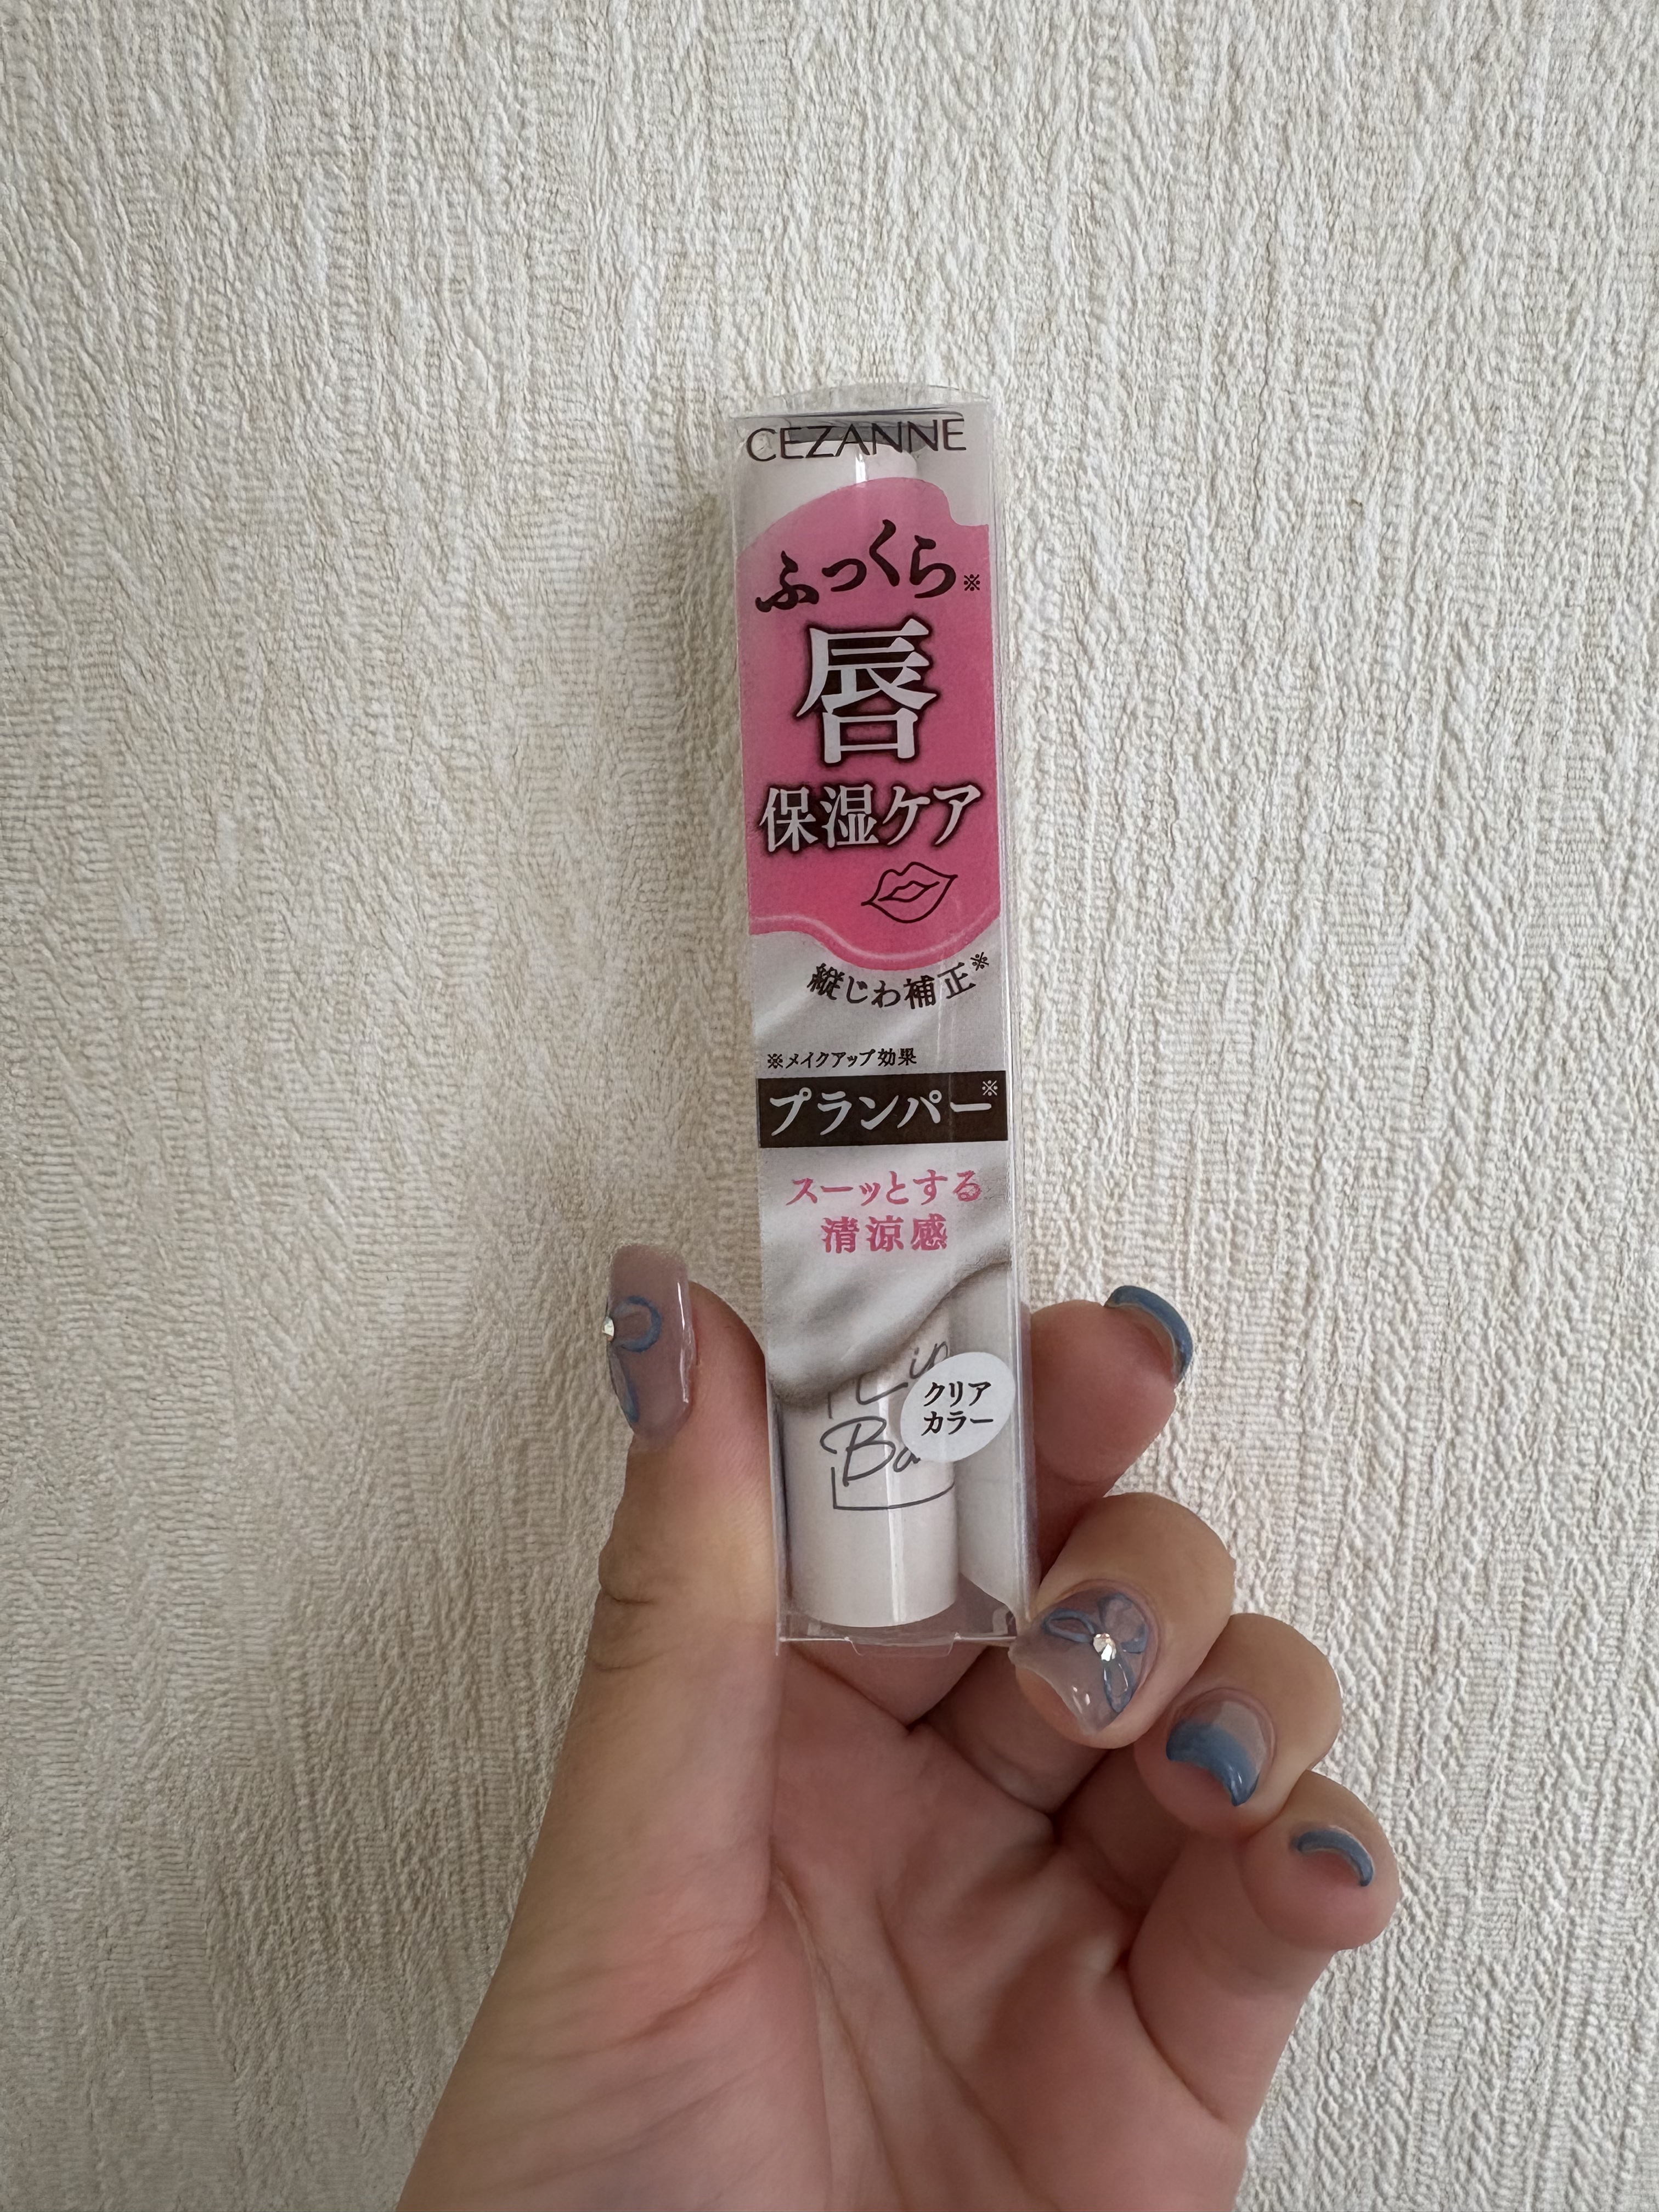 CEZANNE
ふっくら※
唇
保湿ケア
縦じわ補正※
※メイクアップ効果
プランパー※
スーッとする
清涼感
Lip
クリア
カラー